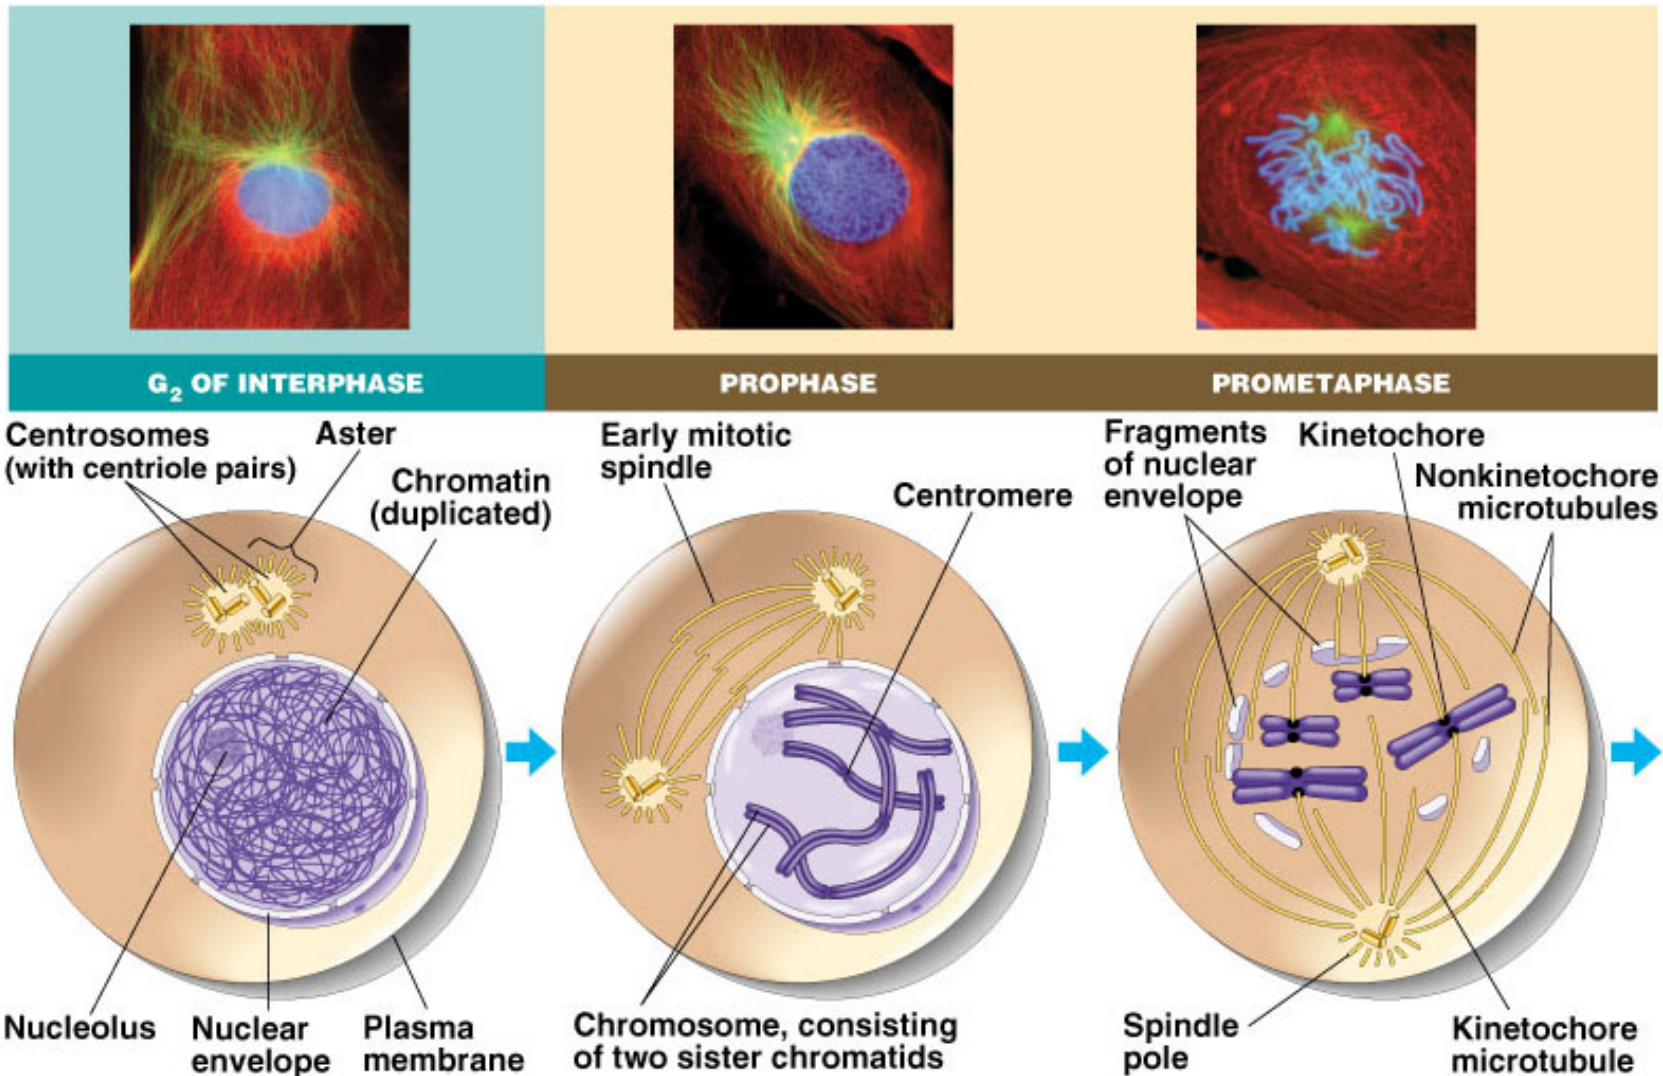 G₂ OF INTERPHASE
PROPHASE
PROMETAPHASE
Centrosomes
(with centriole pairs)
Aster
Chromatin
(duplicated)
Early mitotic
spindle
Centromere
Fragments
of nuclear
envelope
Kinetochore
Nonkinetochore
microtubules
Nucleolus
Nuclear
envelope
Plasma
membrane
Chromosome, consisting
of two sister chromatids
Spindle
pole
Kinetochore
microtubule